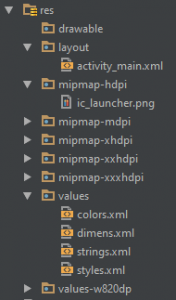 res
drawable
layout
activity_main.xml
mipmap-hdpi
ic_launcher.png
mipmap-mdpi
mipmap-xhdpi
mipmap-xxhdpi
mipmap-xxxhdpi
values
colors.xml
dimens.xml
strings.xml
styles.xml
values-w820dp